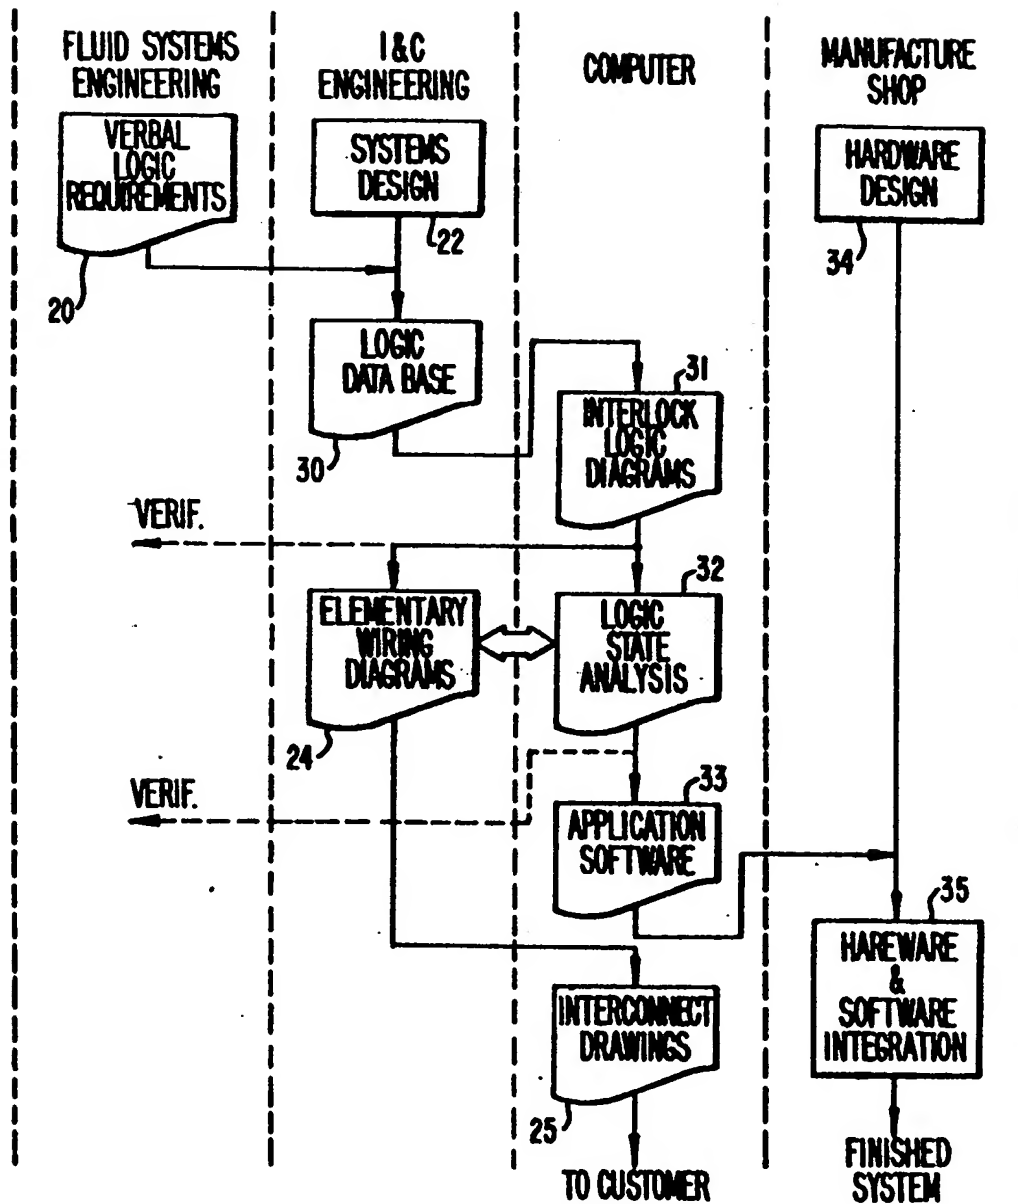 FLUID SYSTEMS
ENGINEERING
I&C
ENGINEERING
COMPUTER
MANUFACTURE
SHOP
VERBAL
LOGIC
REQUIREMENTS
20
SYSTEMS
DESIGN
22
HARDWARE
DESIGN
34
LOGIC
DATA BASE
30
31
INTERLOCK
LOGIC
DIAGRAMS
VERIF.
ELEMENTARY
WIRING
DIAGRAMS
24
32
LOGIC
STATE
ANALYSIS
VERIF.
33
APPLICATION
SOFTWARE
35
HAREWARE
&
SOFTWARE
INTEGRATION
INTERCONNECT
DRAWINGS
25
TO CUSTOMER
FINISHED
SYSTEM